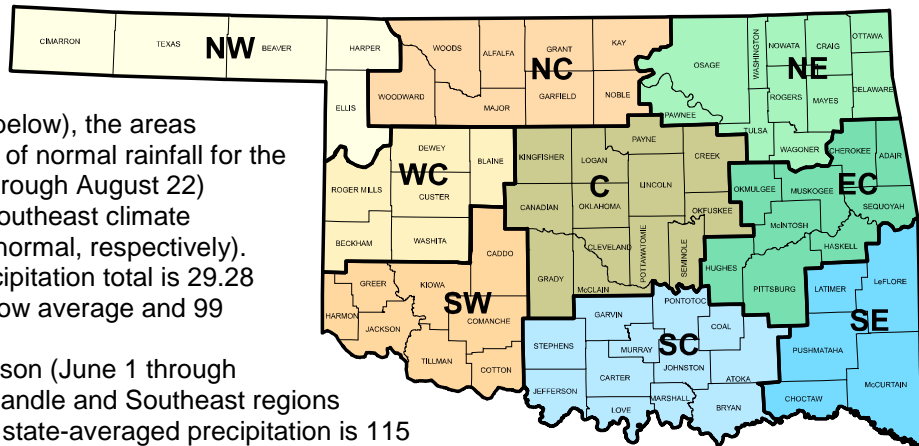 CIMARRON
TEXAS
BEAVER
HARPER
NW
ELLIS
WOODS
ALFALFA
GRANT
KAY
NC
WOODWARD
MAJOR
GARFIELD
NOBLE
OSAGE
WASHINGTON
NOWATA
CRAIG
OTTAWA
NE
ROGERS
MAYES
DELAWARE
PAWNEE
TULSA
WAGONER
below), the areas
of normal rainfall for the
rough August 22)
outheast climate
normal, respectively).
cipitation total is 29.28
low average and 99
son (June 1 through
handle and Southeast regions
state-averaged precipitation is 115
DEWEY
BLAINE
WC
ROGER MILLS
CUSTER
BECKHAM
WASHITA
KINGFISHER
LOGAN
PAYNE
CREEK
C
LINCOLN
CANADIAN
OKLAHOMA
OKFUSKEE
CLEVELAND
POTTAWATOMIE
SEMINOLE
GRADY
McCLAIN
CHEROKEE
ADAIR
EC
OKMULGEE
MUSKOGEE
SEQUOYAH
McINTOSH
HASKELL
HUGHES
PITTSBURG
CADDO
GREER
KIOWA
SW
HARMON
JACKSON
COMANCHE
TILLMAN
COTTON
PONTOTOC
GARVIN
STEPHENS
COAL
SC
MURRAY
JOHNSTON
CARTER
ATOKA
JEFFERSON
MARSHALL
LOVE
BRYAN
LATIMER
LeFLORE
SE
PUSHMATAHA
McCURTAIN
CHOCTAW